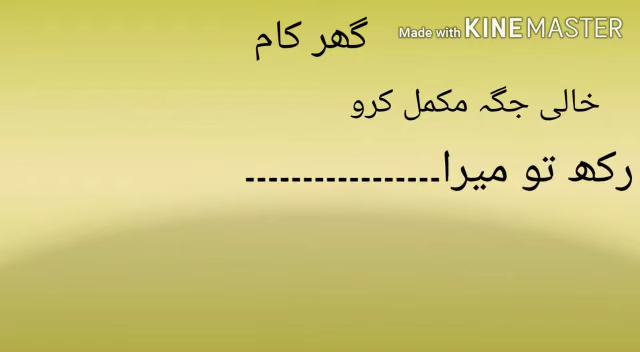 Made with KINEMASTER
گھر کام
خالی جگہ مکمل کرو
رکھ تو میرا-----------------